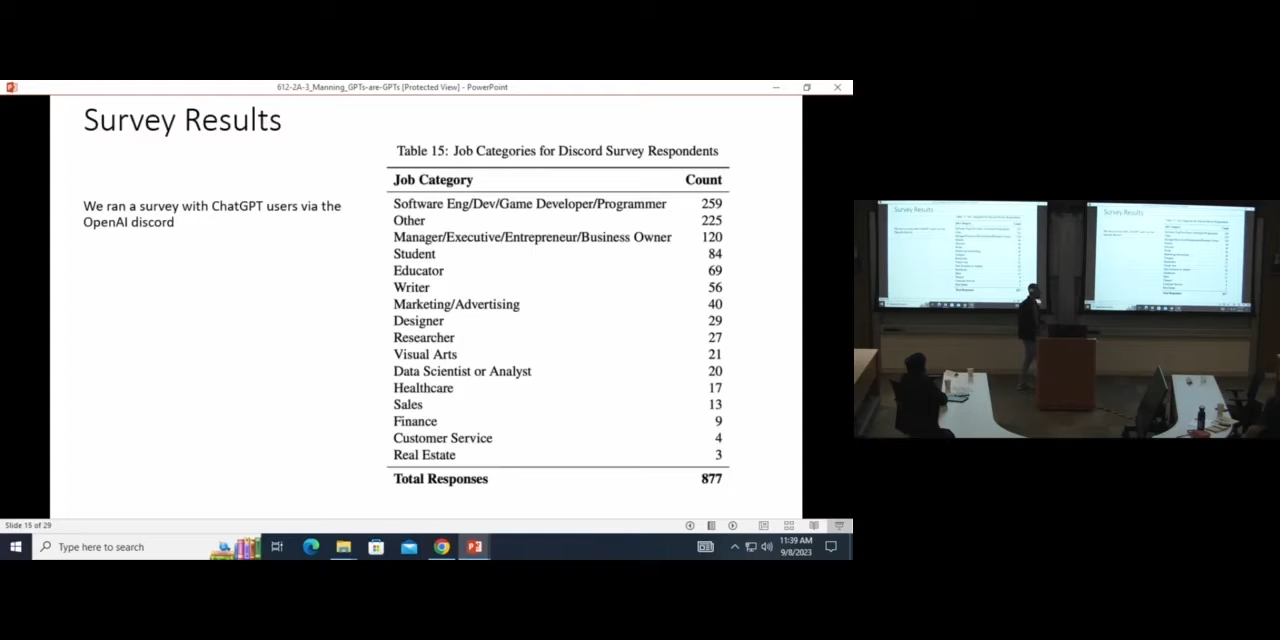 612-2A-3_Manning_GPTs-are-GPTs [Protected View] - PowerPoint
Survey Results
We ran a survey with ChatGPT users via the
OpenAI discord
Table 15: Job Categories for Discord Survey Respondents
Job Category Count
Software Eng/Dev/Game Developer/Programmer 259
Other 225
Manager/Executive/Entrepreneur/Business Owner 120
Student 84
Educator 69
Writer 56
Marketing/Advertising 40
Designer 29
Researcher 27
Visual Arts 21
Data Scientist or Analyst 20
Healthcare 17
Sales 13
Finance 9
Customer Service 4
Real Estate 3
Total Responses 877
Slide 15 of 29
Type here to search
11:39 AM
9/8/2023
Survey Results
Survey Results